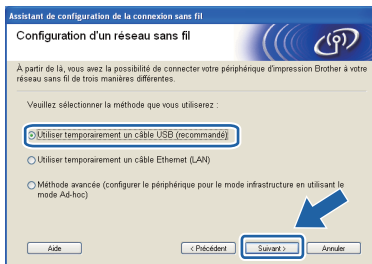 Assistant de configuration de la connexion sans fil
Configuration d'un réseau sans fil
À partir de là, vous avez la possibilité de connecter votre périphérique d'impression Brother à votre
réseau sans fil de trois manières différentes.
Veuillez sélectionner la méthode que vous utiliserez :
Utiliser temporairement un câble USB (recommandé)
Utiliser temporairement un câble Ethernet (LAN)
Méthode avancée (configurer le périphérique pour le mode infrastructure en utilisant le
mode Ad-hoc)
Aide
< Précédent
Suivant >
Annuler